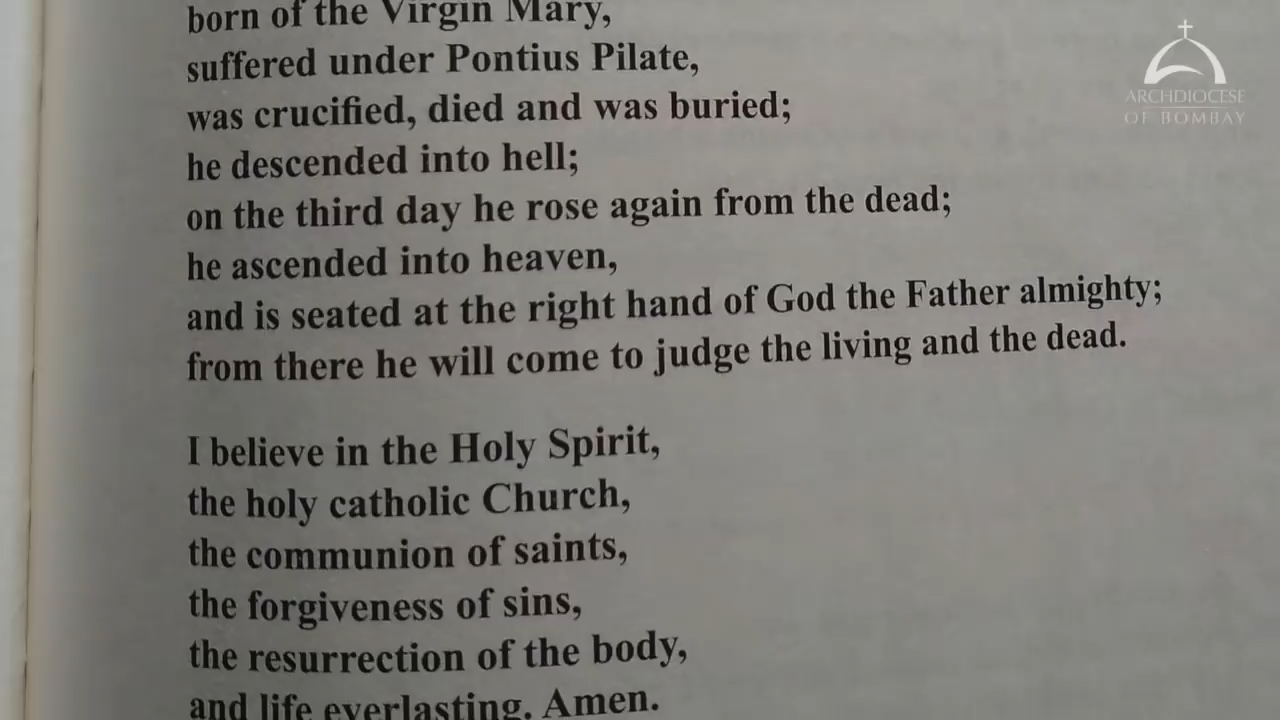 born of the Virgin Mary,
suffered under Pontius Pilate,
was crucified, died and was buried;
he descended into hell;
on the third day he rose again from the dead;
he ascended into heaven,
and is seated at the right hand of God the Father almighty;
from there he will come to judge the living and the dead.
I believe in the Holy Spirit,
the holy catholic Church,
the communion of saints,
the forgiveness of sins,
the resurrection of the body,
and life everlasting. Amen.
ARCHDIOCESE
OF BOMBAY